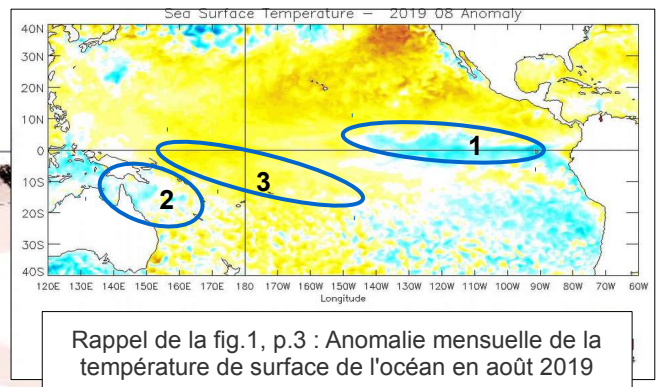 Sea Surface Temperature — 2019 08 Anomaly
40N
30N
20N
10N
0
10S
20S
30S
40S
1
2
3
120E 130E 140E 150E 160E 170E 180 170W 160W 150W 140W 130W 120W 110W 100W 90W 80W 70W 60W
Longitude
Rappel de la fig.1, p.3 : Anomalie mensuelle de la
température de surface de l'océan en août 2019